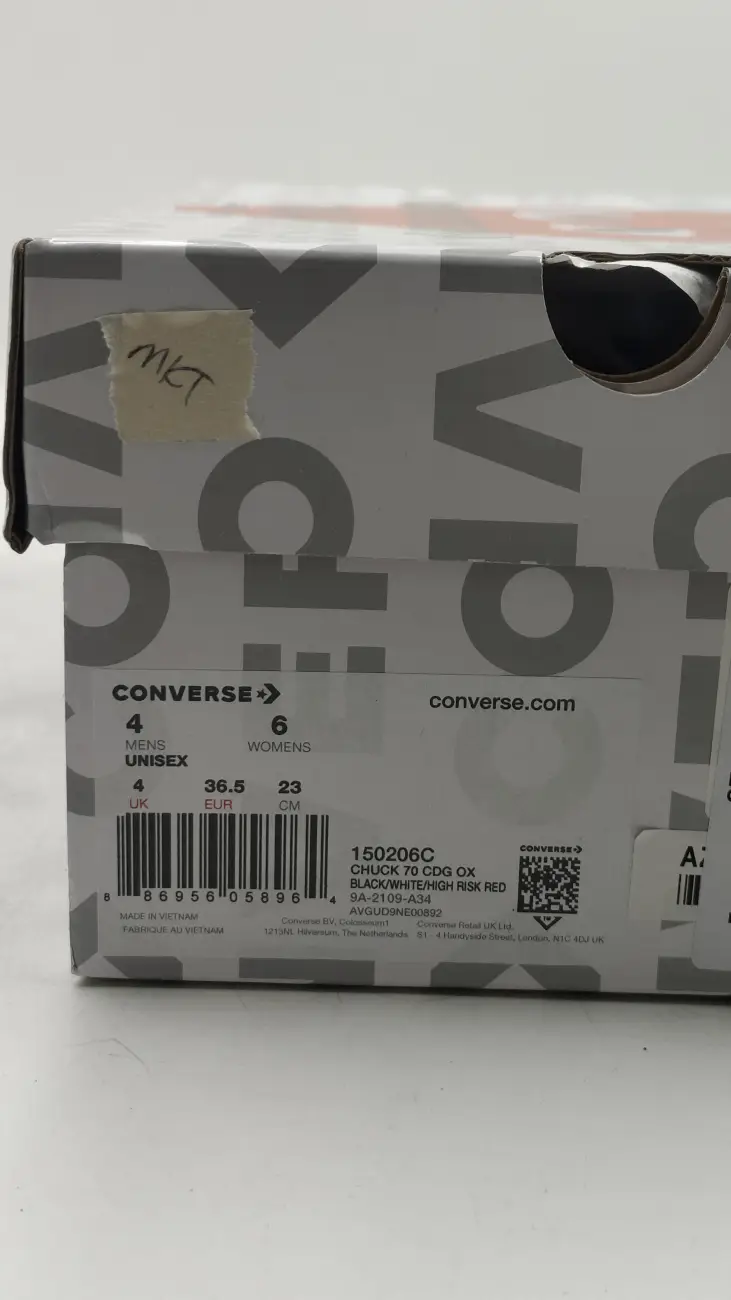 MKT
CONVERSE
converse.com
4 6
MENS WOMENS
UNISEX
4 36.5 23
UK EUR CM
150206C
CHUCK 70 CDG OX
BLACK/WHITE/HIGH RISK RED
9A-2109-A34
AVGUD9NE00892
CONVERSE
8 86956 05896 4
MADE IN VIETNAM
FABRIQUE AU VIETNAM
Converse BV, Colosseum1
1213NL Hilversum, The Netherlands
Converse Retail UK Ltd.
S1 - 4 Handyside Street, London, N1C 4DJ UK